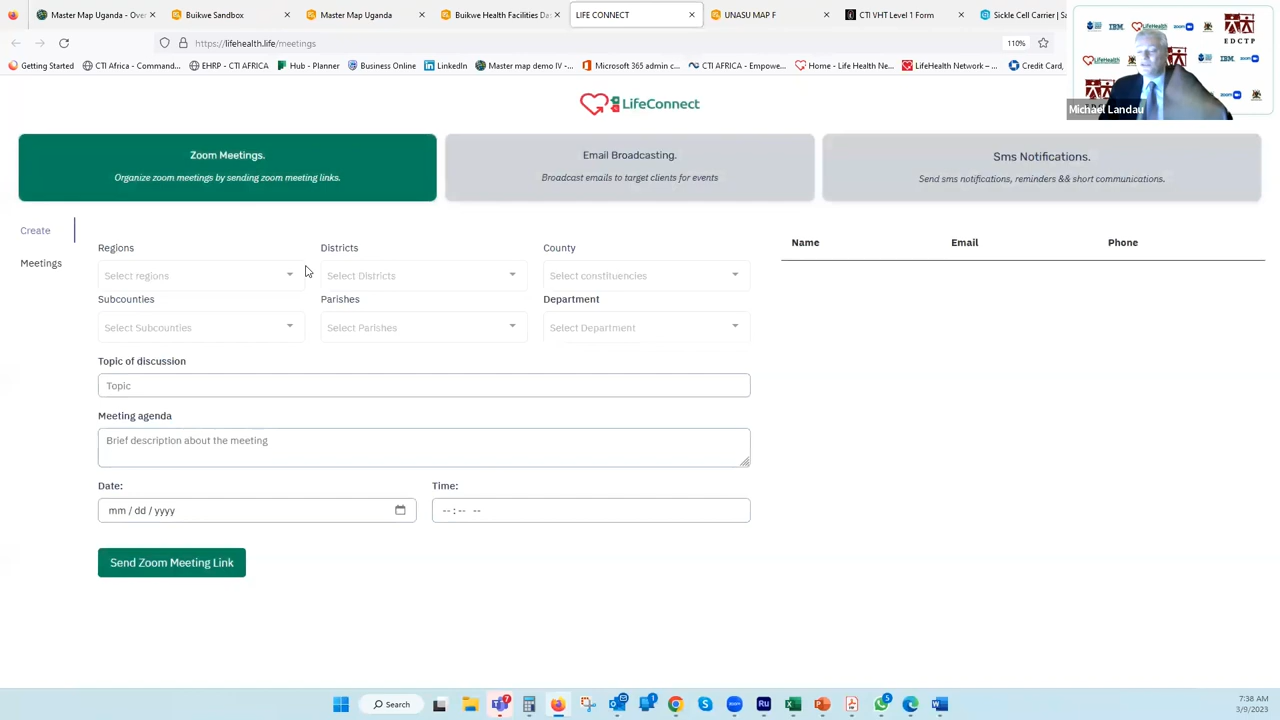 Master Map Uganda - Over
Buikwe Sandbox
Master Map Uganda
Buikwe Health Facilities Das
LIFE CONNECT
UNASU MAP F
CTI VHT Level 1 Form
Sickle Cell Carrier | Sa
https://lifehealth.life/meetings
110%
Getting Started
CTI Africa - Comman...
EHRP - CTI AFRICA
Hub - Planner
Business Online
LinkedIn
Master map demo IV -...
Microsoft 365 admin c...
CTI AFRICA - Empowe...
Home - Life Health Ne...
LifeHealth Network – ...
Credit Card,
IBM
LifeHealth
zoom
EDCTP
Michael Landau
LifeConnect
Zoom Meetings.
Organize zoom meetings by sending zoom meeting links.
Email Broadcasting.
Broadcast emails to target clients for events
Sms Notifications.
Send sms notifications, reminders && short communications.
Create
Meetings
Regions
Districts
County
Select regions
Select Districts
Select constituencies
Subcounties
Parishes
Department
Select Subcounties
Select Parishes
Select Department
Topic of discussion
Topic
Meeting agenda
Brief description about the meeting
Date:
Time:
mm / dd / yyyy
-- : -- --
Send Zoom Meeting Link
Name
Email
Phone
Search
7:38 AM
3/9/2023